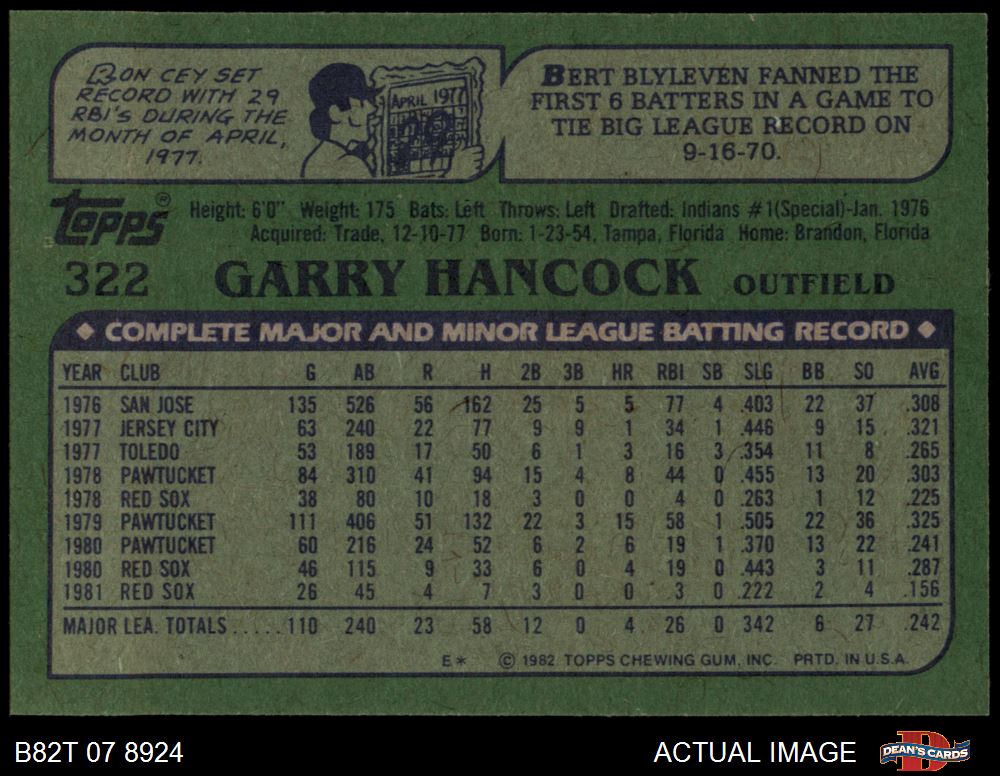 RON CEY SET
RECORD WITH 29
RBI'S DURING THE
MONTH OF APRIL,
1977.
APRIL 1977
29
BERT BLYLEVEN FANNED THE
FIRST 6 BATTERS IN A GAME TO
TIE BIG LEAGUE RECORD ON
9-16-70.
topps®
Height: 6'0" Weight: 175 Bats: Left Throws: Left Drafted: Indians #1(Special)-Jan. 1976
Acquired: Trade, 12-10-77 Born: 1-23-54, Tampa, Florida Home: Brandon, Florida
322 GARRY HANCOCK OUTFIELD
◆ COMPLETE MAJOR AND MINOR LEAGUE BATTING RECORD ◆
YEAR CLUB G AB R H 2B 3B HR RBI SB SLG BB SO AVG
1976 SAN JOSE 135 526 56 162 25 5 5 77 4 .403 22 37 .308
1977 JERSEY CITY 63 240 22 77 9 9 1 34 1 .446 9 15 .321
1977 TOLEDO 53 189 17 50 6 1 3 16 3 .354 11 8 .265
1978 PAWTUCKET 84 310 41 94 15 4 8 44 0 .455 13 20 .303
1978 RED SOX 38 80 10 18 3 0 0 4 0 .263 1 12 .225
1979 PAWTUCKET 111 406 51 132 22 3 15 58 1 .505 22 36 .325
1980 PAWTUCKET 60 216 24 52 6 2 6 19 1 .370 13 22 .241
1980 RED SOX 46 115 9 33 6 0 4 19 0 .443 3 11 .287
1981 RED SOX 26 45 4 7 3 0 0 3 0 .222 2 4 .156
MAJOR LEA. TOTALS.....110 240 23 58 12 0 4 26 0 .342 6 27 .242
E* © 1982 TOPPS CHEWING GUM, INC. PRTD. IN U.S.A.
B82T 07 8924 ACTUAL IMAGE D DEAN'S CARDS